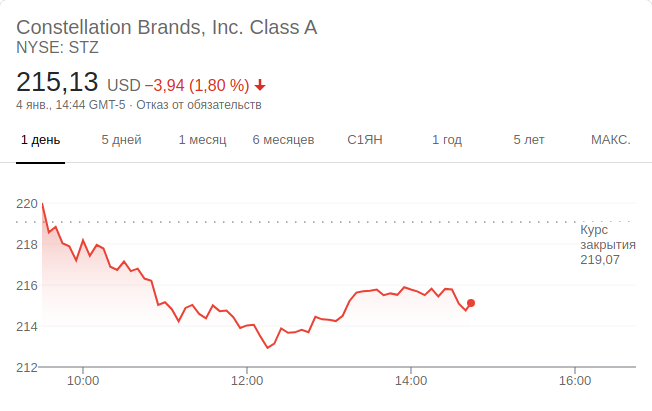 Constellation Brands, Inc. Class A
NYSE: STZ
215,13 USD −3,94 (1,80 %)
4 янв., 14:44 GMT-5 · Отказ от обязательств
1 день 5 дней 1 месяц 6 месяцев С1ЯН 1 год 5 лет МАКС.
220
Курс
закрытия
219,07
218
216
214
212
10:00 12:00 14:00 16:00